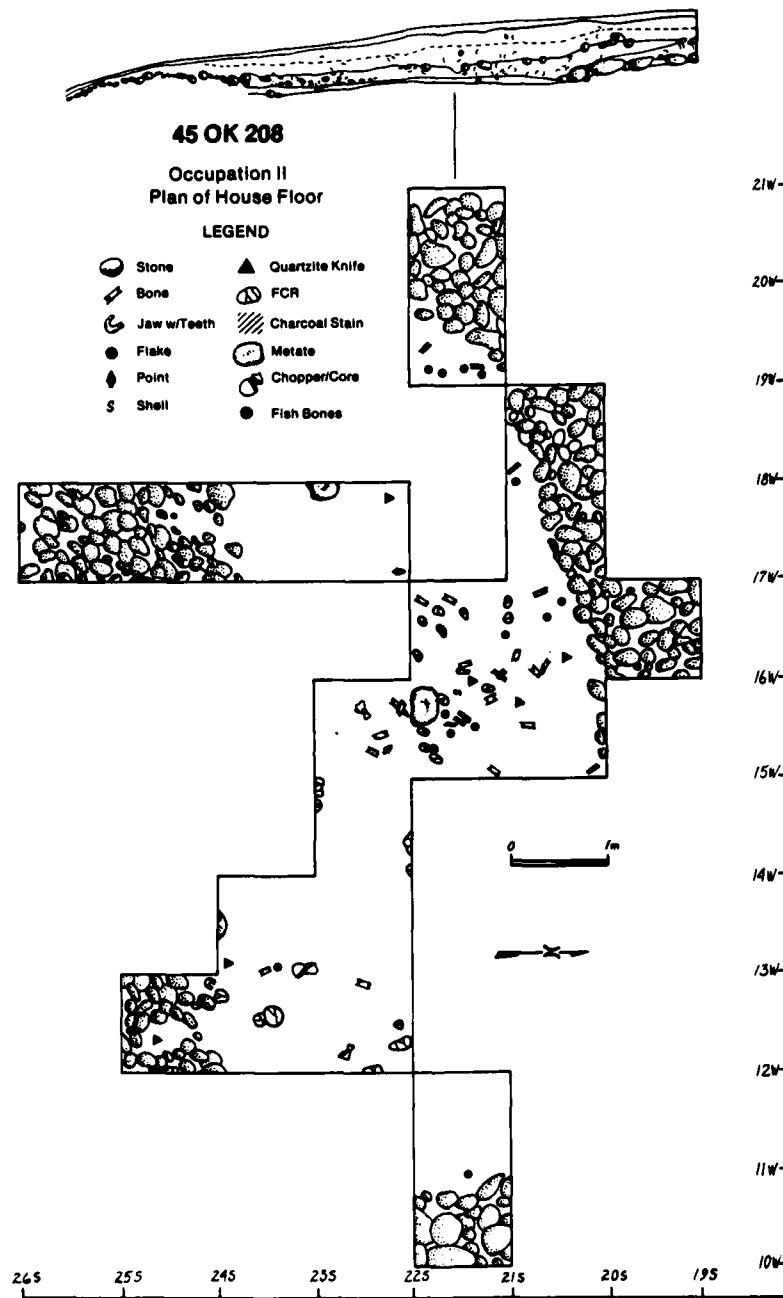 45 OK 208
Occupation II
Plan of House Floor
LEGEND
Stone
Bone
Jaw w/Teeth
Flake
Point
Shell
Quartzite Knife
FCR
Charcoal Stain
Metate
Chopper/Core
Fish Bones
21W
20W
19W
18W
17W
16W
15W
14W
13W
12W
11W
10W
0 1m
26S 25S 24S 23S 22S 21S 20S 19S